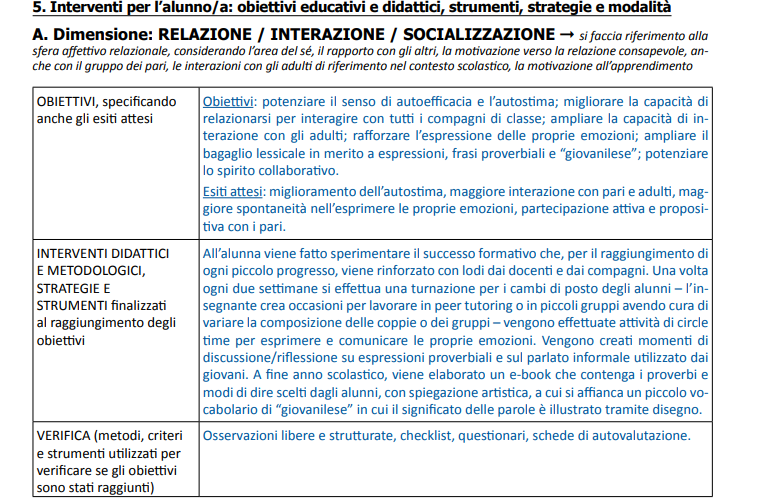 5. Interventi per l’alunno/a: obiettivi educativi e didattici, strumenti, strategie e modalità
A. Dimensione: RELAZIONE / INTERAZIONE / SOCIALIZZAZIONE → si faccia riferimento alla
sfera affettivo relazionale, considerando l’area del sé, il rapporto con gli altri, la motivazione verso la relazione consapevole, an-
che con il gruppo dei pari, le interazioni con gli adulti di riferimento nel contesto scolastico, la motivazione all’apprendimento
OBIETTIVI, specificando
anche gli esiti attesi
Obiettivi: potenziare il senso di autoefficacia e l’autostima; migliorare la capacità di
relazionarsi per interagire con tutti i compagni di classe; ampliare la capacità di in-
terazione con gli adulti; rafforzare l’espressione delle proprie emozioni; ampliare il
bagaglio lessicale in merito a espressioni, frasi proverbiali e “giovanilese”; potenziare
lo spirito collaborativo.
Esiti attesi: miglioramento dell’autostima, maggiore interazione con pari e adulti, mag-
giore spontaneità nell’esprimere le proprie emozioni, partecipazione attiva e proposi-
tiva con i pari.
INTERVENTI DIDATTICI
E METODOLOGICI,
STRATEGIE E
STRUMENTI finalizzati
al raggiungimento degli
obiettivi
All’alunna viene fatto sperimentare il successo formativo che, per il raggiungimento di
ogni piccolo progresso, viene rinforzato con lodi dai docenti e dai compagni. Una volta
ogni due settimane si effettua una turnazione per i cambi di posto degli alunni – l’in-
segnante crea occasioni per lavorare in peer tutoring o in piccoli gruppi avendo cura di
variare la composizione delle coppie o dei gruppi – vengono effettuate attività di circle
time per esprimere e comunicare le proprie emozioni. Vengono creati momenti di
discussione/riflessione su espressioni proverbiali e sul parlato informale utilizzato dai
giovani. A fine anno scolastico, viene elaborato un e-book che contenga i proverbi e
modi di dire scelti dagli alunni, con spiegazione artistica, a cui si affianca un piccolo vo-
cabolario di “giovanilese” in cui il significato delle parole è illustrato tramite disegno.
VERIFICA (metodi, criteri
e strumenti utilizzati per
verificare se gli obiettivi
sono stati raggiunti)
Osservazioni libere e strutturate, checklist, questionari, schede di autovalutazione.